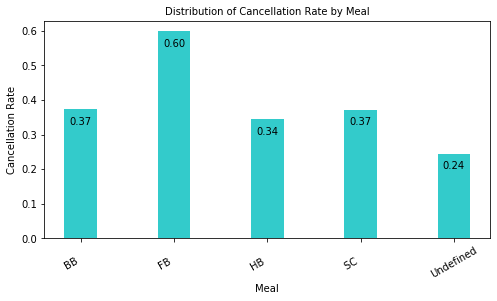 Distribution of Cancellation Rate by Meal
Cancellation Rate
0.6
0.5
0.4
0.3
0.2
0.1
0.0
0.37
0.60
0.34
0.37
0.24
BB
FB
HB
SC
Undefined
Meal